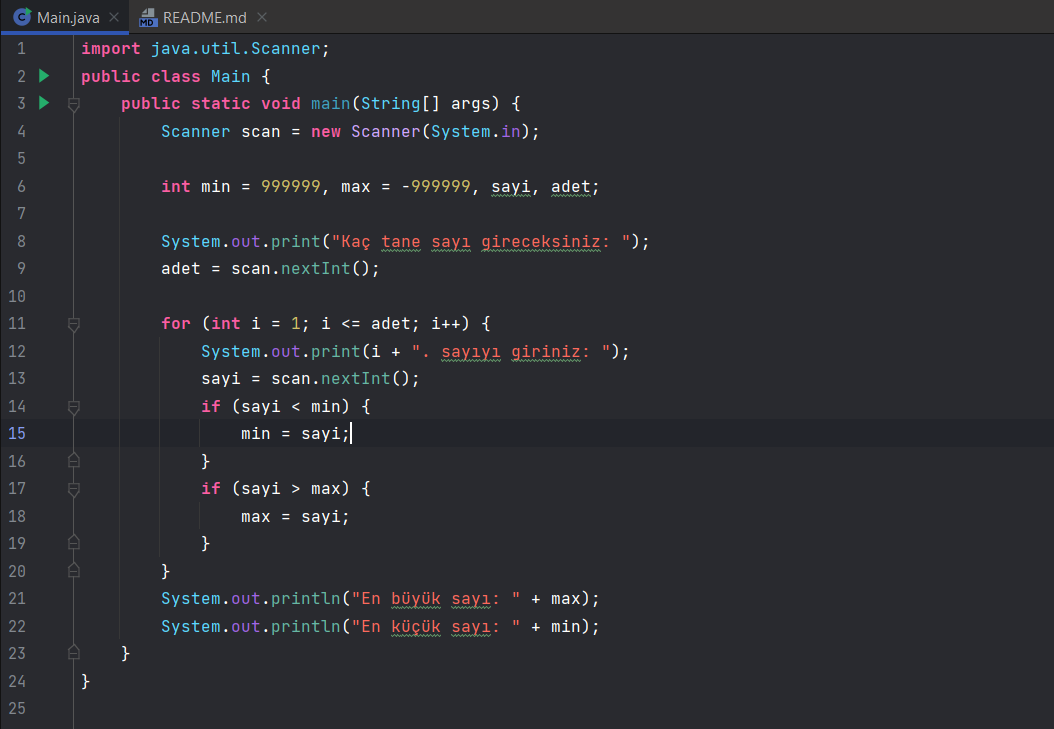 Main.java README.md
1 import java.util.Scanner;
2 public class Main {
3     public static void main(String[] args) {
4         Scanner scan = new Scanner(System.in);
5
6         int min = 999999, max = -999999, sayi, adet;
7
8         System.out.print("Kaç tane sayı gireceksiniz: ");
9         adet = scan.nextInt();
10
11         for (int i = 1; i <= adet; i++) {
12             System.out.print(i + ". sayıyı giriniz: ");
13             sayi = scan.nextInt();
14             if (sayi < min) {
15                 min = sayi;
16             }
17             if (sayi > max) {
18                 max = sayi;
19             }
20         }
21         System.out.println("En büyük sayı: " + max);
22         System.out.println("En küçük sayı: " + min);
23     }
24 }
25